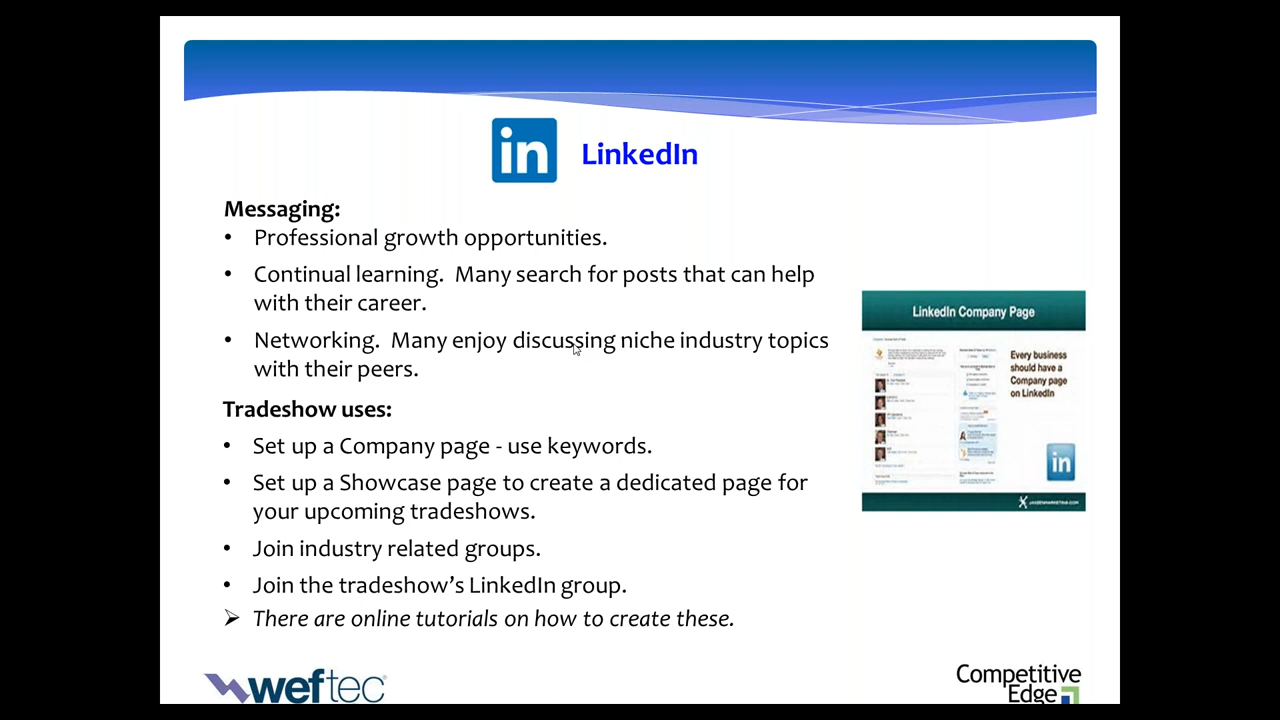 in LinkedIn
Messaging:
• Professional growth opportunities.
• Continual learning.  Many search for posts that can help
with their career.
• Networking.  Many enjoy discussing niche industry topics
with their peers.
Tradeshow uses:
• Set up a Company page - use keywords.
• Set up a Showcase page to create a dedicated page for
your upcoming tradeshows.
• Join industry related groups.
• Join the tradeshow’s LinkedIn group.
➢ There are online tutorials on how to create these.
LinkedIn Company Page
Every business
should have a
Company page
on LinkedIn
in
weftec
Competitive
Edge